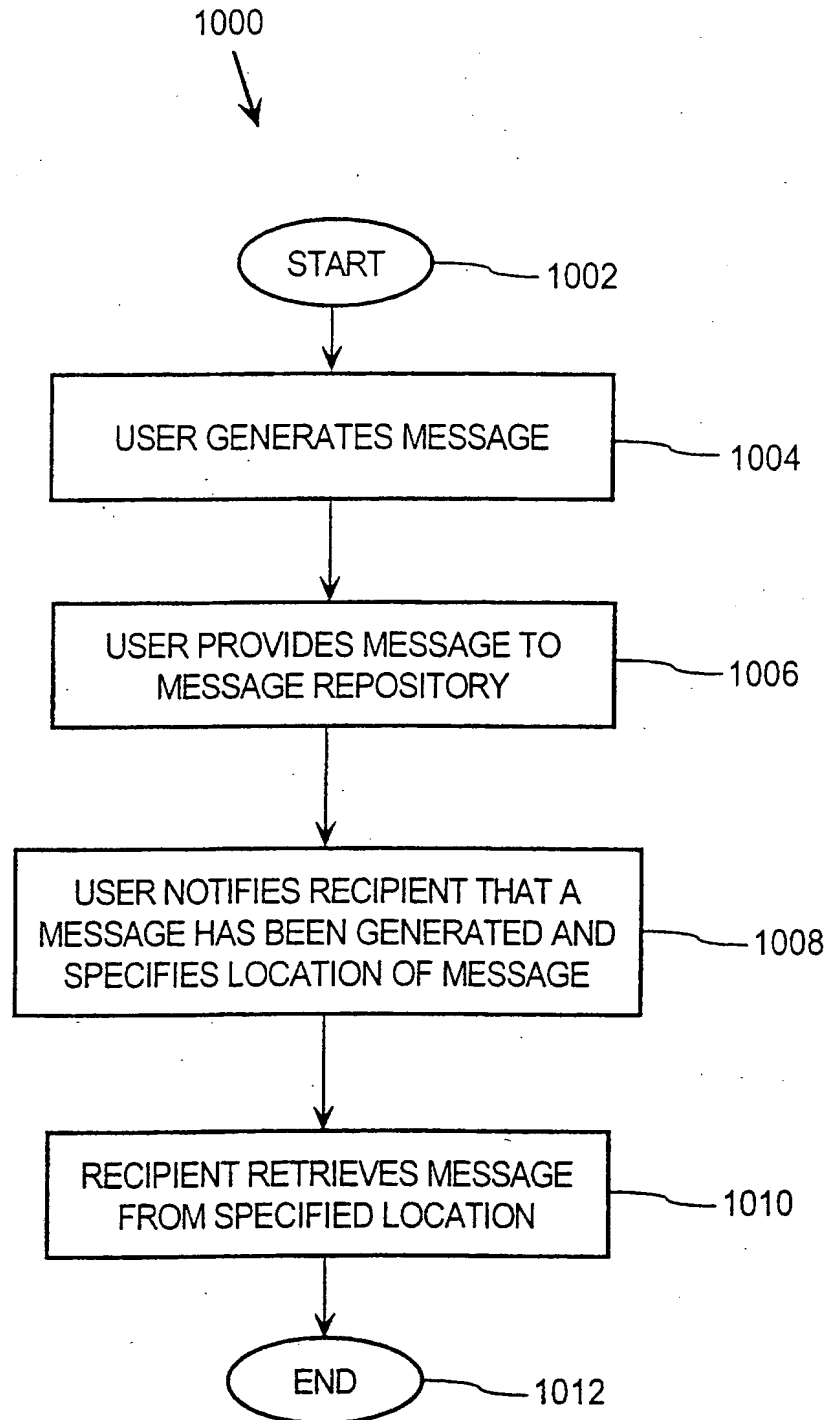 1000
START
1002
USER GENERATES MESSAGE
1004
USER PROVIDES MESSAGE TO
MESSAGE REPOSITORY
1006
USER NOTIFIES RECIPIENT THAT A
MESSAGE HAS BEEN GENERATED AND
SPECIFIES LOCATION OF MESSAGE
1008
RECIPIENT RETRIEVES MESSAGE
FROM SPECIFIED LOCATION
1010
END
1012